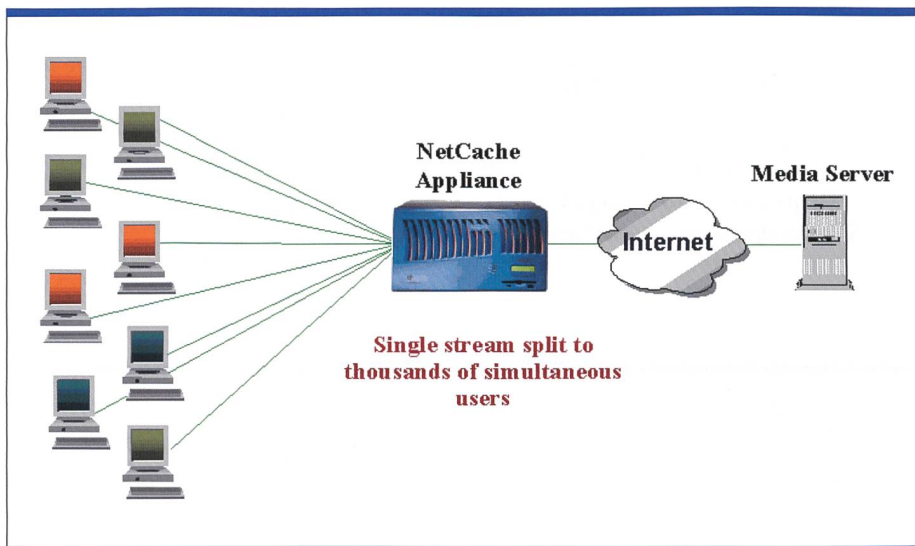 NetCache
Appliance
Media Server
Internet
Single stream split to
thousands of simultaneous
users